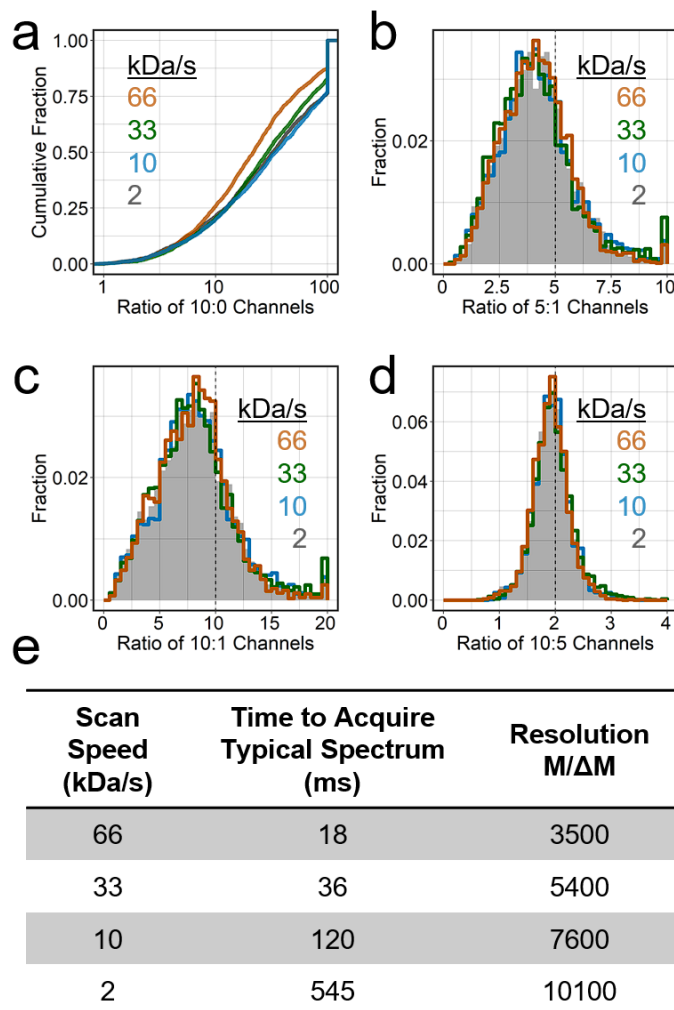 a
1.00
0.75
0.50
0.25
0.00
Cumulative Fraction
kDa/s
66
33
10
2
1
10
100
Ratio of 10:0 Channels
b
0.02
0.00
Fraction
kDa/s
66
33
10
2
0
2.5
5
7.5
10
Ratio of 5:1 Channels
c
0.02
0.00
Fraction
kDa/s
66
33
10
2
0
5
10
15
20
Ratio of 10:1 Channels
d
0.06
0.04
0.02
0.00
Fraction
kDa/s
66
33
10
2
0
1
2
3
4
Ratio of 10:5 Channels
e
Scan
Speed
(kDa/s)
Time to Acquire
Typical Spectrum
(ms)
Resolution
M/ΔM
66 18 3500
33 36 5400
10 120 7600
2 545 10100